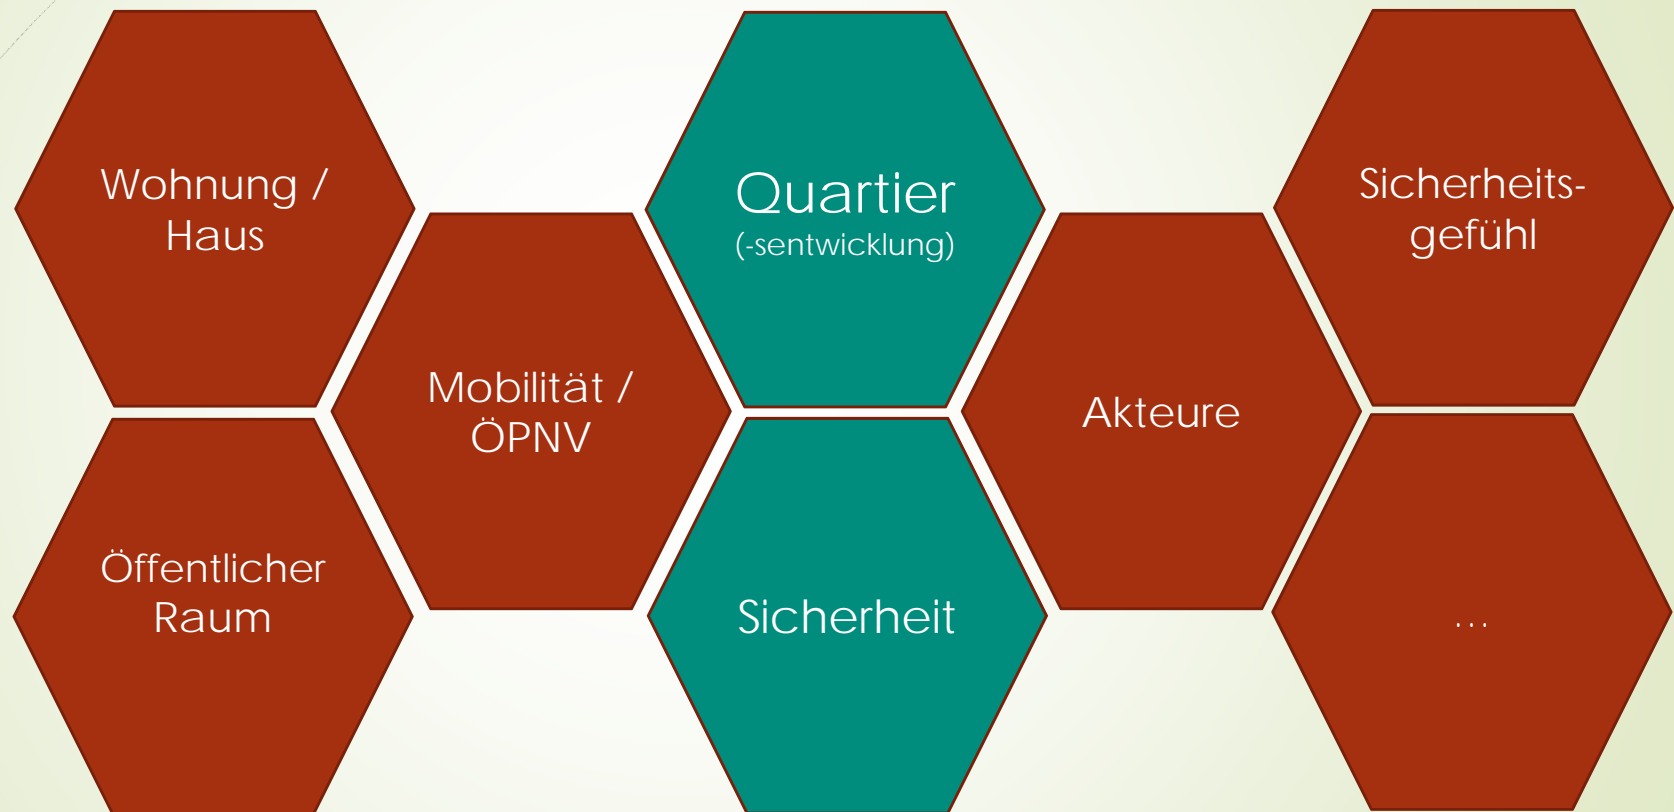 Wohnung /
Haus
Öffentlicher
Raum
Mobilität /
ÖPNV
Quartier
(-sentwicklung)
Sicherheit
Akteure
Sicherheits-
gefühl
...